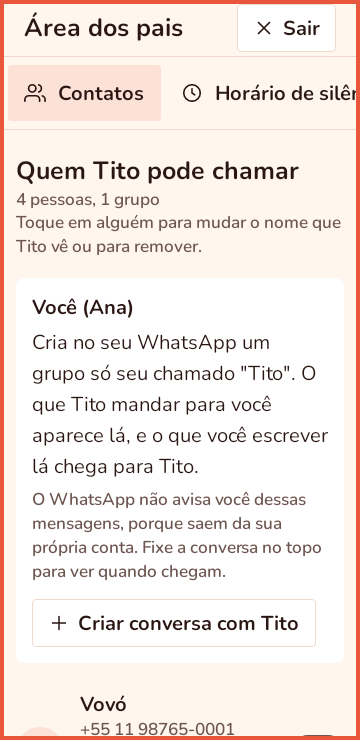 Área dos pais
Sair
Contatos
Horário de silên
Quem Tito pode chamar
4 pessoas, 1 grupo
Toque em alguém para mudar o nome que
Tito vê ou para remover.
Você (Ana)
Cria no seu WhatsApp um
grupo só seu chamado "Tito". O
que Tito mandar para você
aparece lá, e o que você escrever
lá chega para Tito.
O WhatsApp não avisa você dessas
mensagens, porque saem da sua
própria conta. Fixe a conversa no topo
para ver quando chegam.
Criar conversa com Tito
Vovó
+55 11 98765-0001